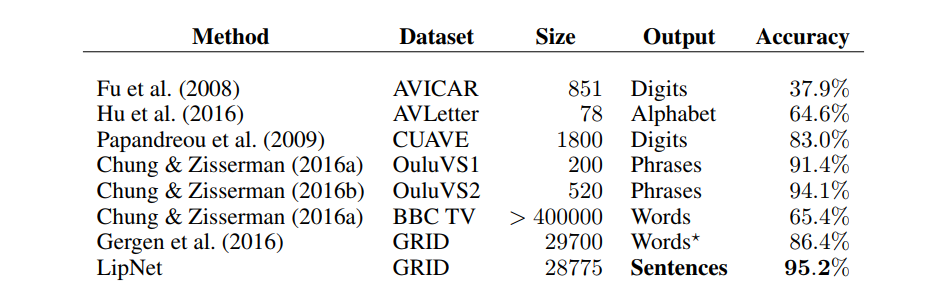 Method Dataset Size Output Accuracy
Fu et al. (2008) AVICAR 851 Digits 37.9%
Hu et al. (2016) AVLetter 78 Alphabet 64.6%
Papandreou et al. (2009) CUAVE 1800 Digits 83.0%
Chung & Zisserman (2016a) OuluVS1 200 Phrases 91.4%
Chung & Zisserman (2016b) OuluVS2 520 Phrases 94.1%
Chung & Zisserman (2016a) BBC TV > 400000 Words 65.4%
Gergen et al. (2016) GRID 29700 Words* 86.4%
LipNet GRID 28775 Sentences 95.2%